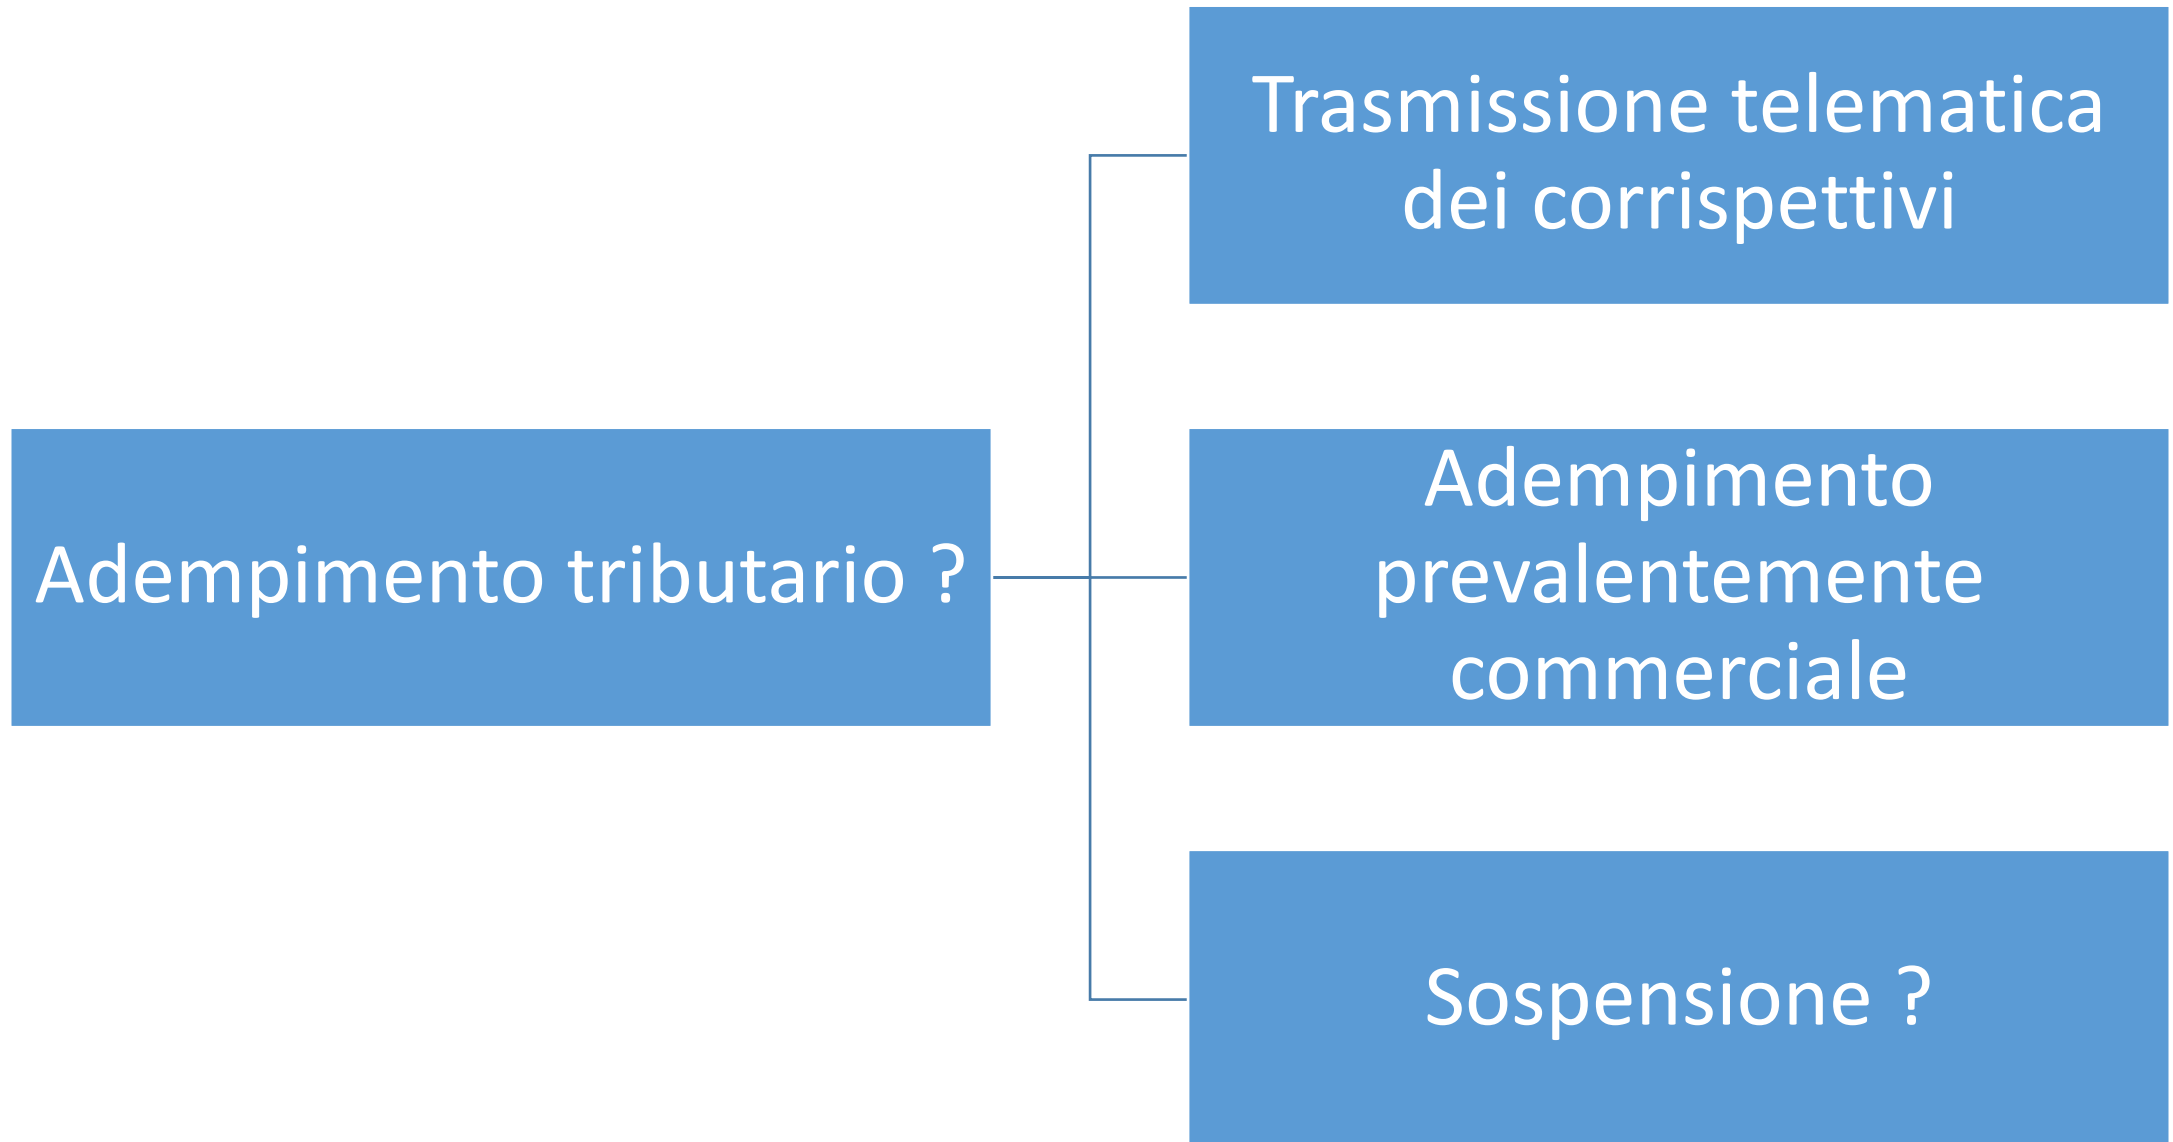 Trasmissione telematica
dei corrispettivi
Adempimento tributario ?
Adempimento
prevalentemente
commerciale
Sospensione ?